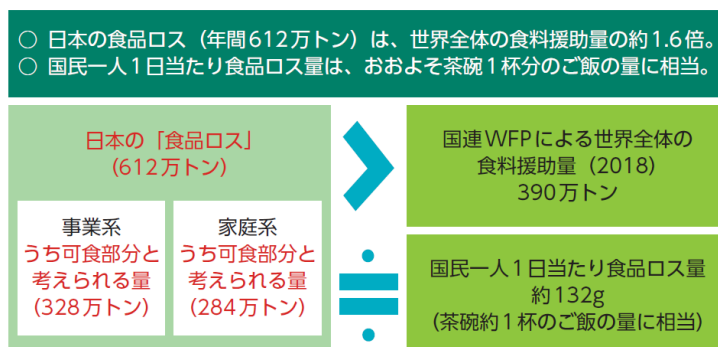 ○ 日本の食品ロス（年間612万トン）は、世界全体の食料援助量の約1.6倍。
○ 国民一人1日当たり食品ロス量は、おおよそ茶碗1杯分のご飯の量に相当。
日本の「食品ロス」
（612万トン）
事業系
うち可食部分と
考えられる量
（328万トン）
家庭系
うち可食部分と
考えられる量
（284万トン）
国連WFPによる世界全体の
食料援助量（2018）
390万トン
国民一人1日当たり食品ロス量
約132g
（茶碗約1杯のご飯の量に相当）